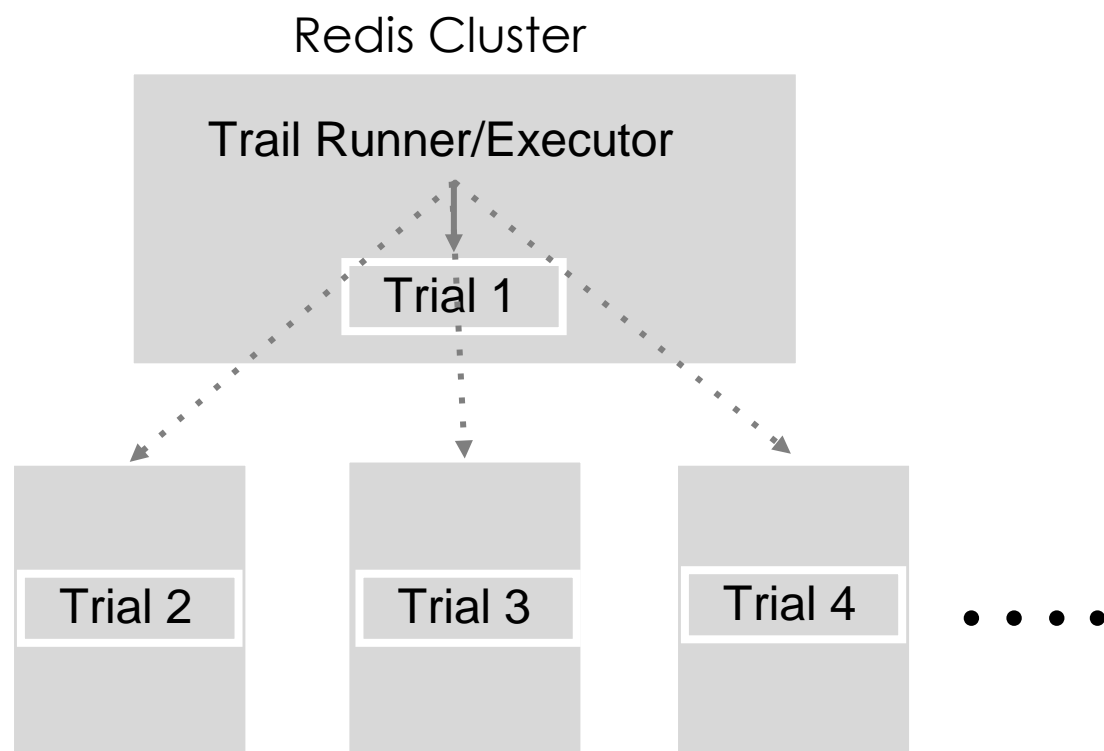 Redis Cluster
Trail Runner/Executor
Trial 1
Trial 2
Trial 3
Trial 4